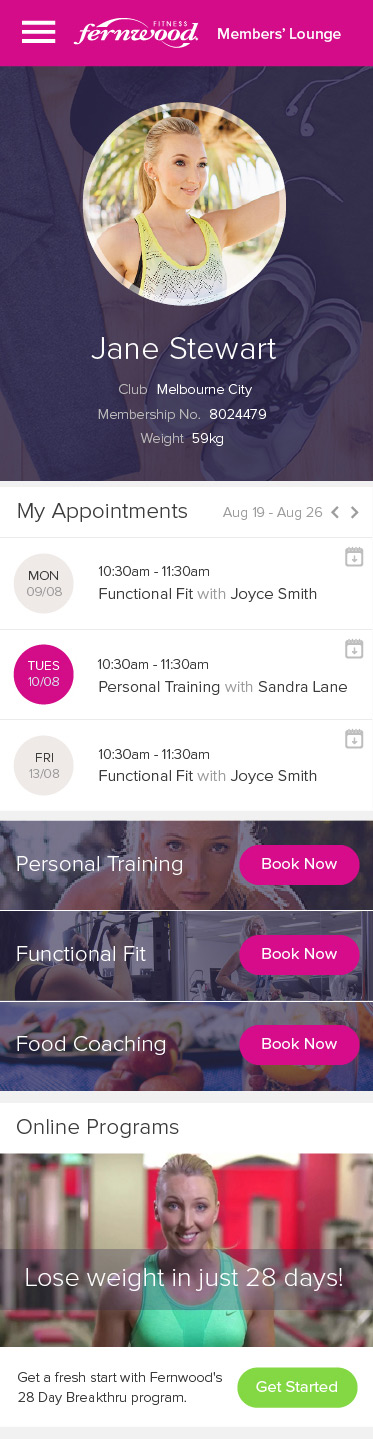 FITNESS
fernwood
Members' Lounge
Jane Stewart
Club Melbourne City
Membership No. 8024479
Weight 59kg
My Appointments Aug 19 - Aug 26
MON
09/08
10:30am - 11:30am
Functional Fit with Joyce Smith
TUES
10/08
10:30am - 11:30am
Personal Training with Sandra Lane
FRI
13/08
10:30am - 11:30am
Functional Fit with Joyce Smith
Personal Training Book Now
Functional Fit Book Now
Food Coaching Book Now
Online Programs
Lose weight in just 28 days!
Get a fresh start with Fernwood's
28 Day Breakthru program.
Get Started